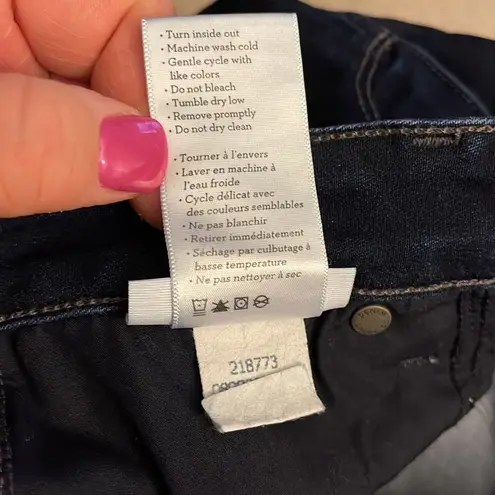 • Turn inside out
• Machine wash cold
• Gentle cycle with
like colors
• Do not bleach
• Tumble dry low
• Remove promptly
• Do not dry clean
• Tourner à l'envers
• Laver en machine à
l'eau froide
• Cycle délicat avec
des couleurs semblables
• Ne pas blanchir
• Retirer immédiatement
• Séchage par culbutage à
basse temperature
• Ne pas nettoyer à sec
218773